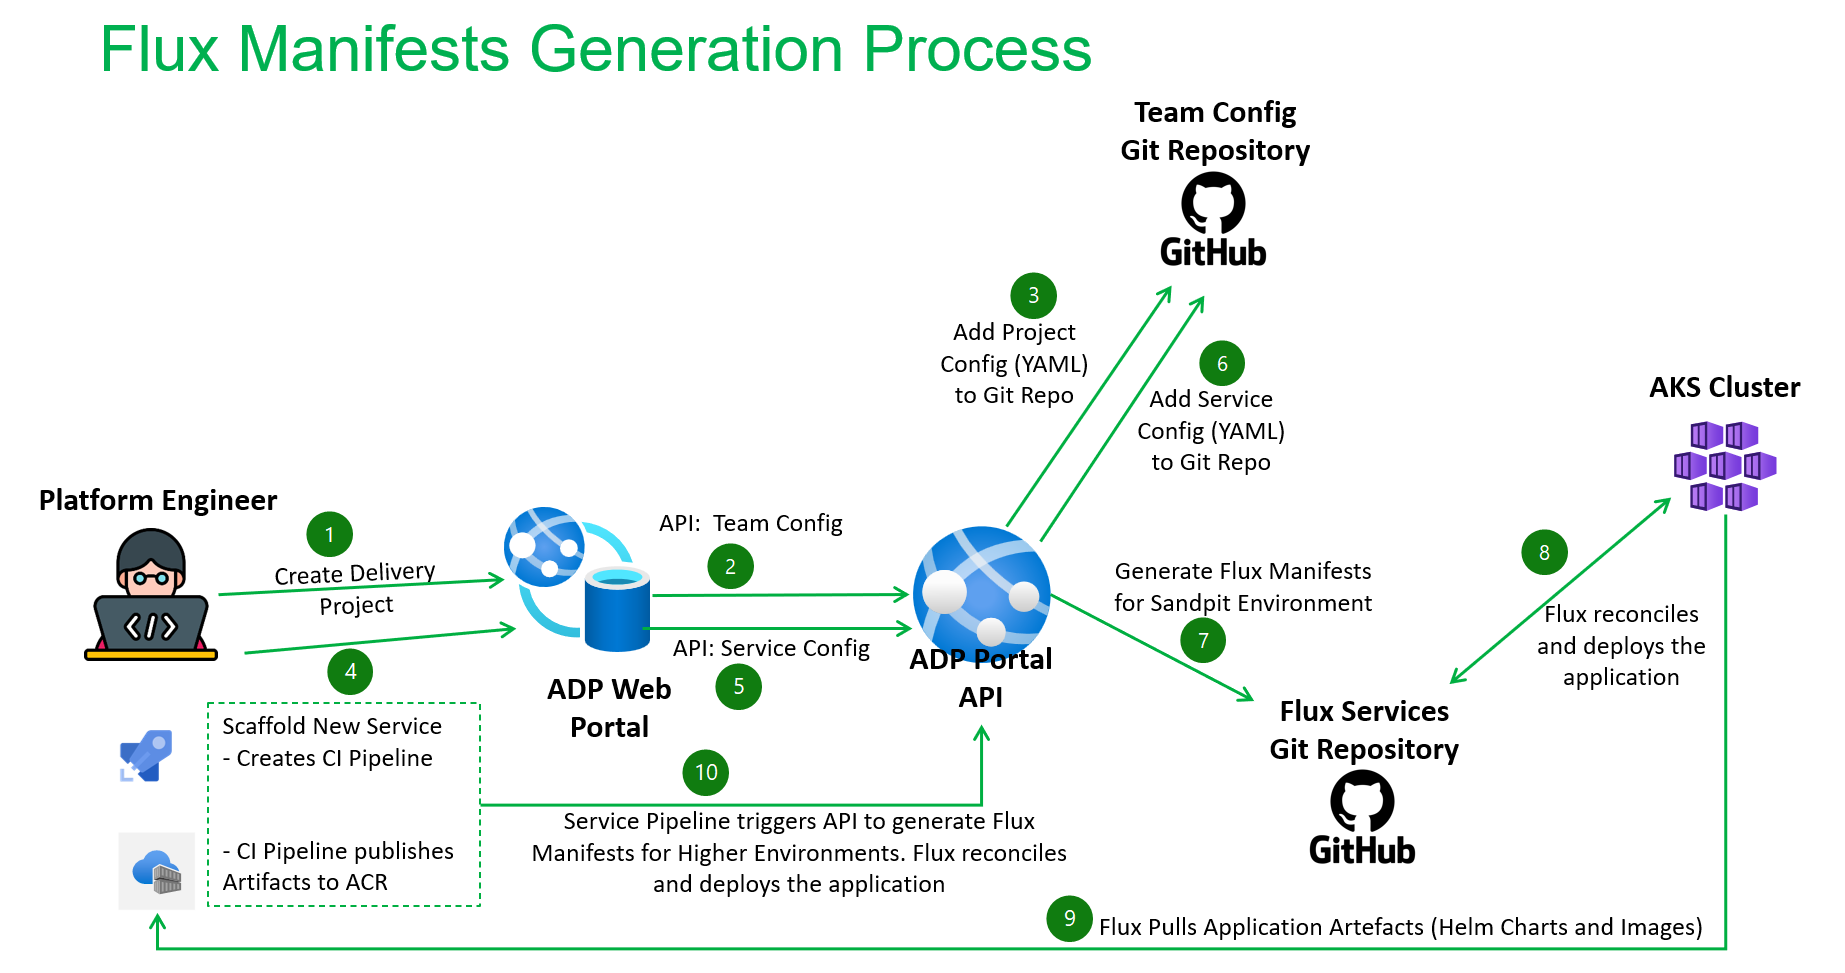 Flux Manifests Generation Process
Team Config
Git Repository
GitHub
3
Add Project
Config (YAML)
to Git Repo
6
Add Service
Config (YAML)
to Git Repo
AKS Cluster
Platform Engineer
</>
1
Create Delivery
Project
4
ADP Web
Portal
API:  Team Config
2
API: Service Config
5
ADP Portal
API
Generate Flux Manifests
for Sandpit Environment
7
8
Flux reconciles
and deploys the
application
Flux Services
Git Repository
GitHub
Scaffold New Service
- Creates CI Pipeline
- CI Pipeline publishes
Artifacts to ACR
10
Service Pipeline triggers API to generate Flux
Manifests for Higher Environments. Flux reconciles
and deploys the application
9
Flux Pulls Application Artefacts (Helm Charts and Images)